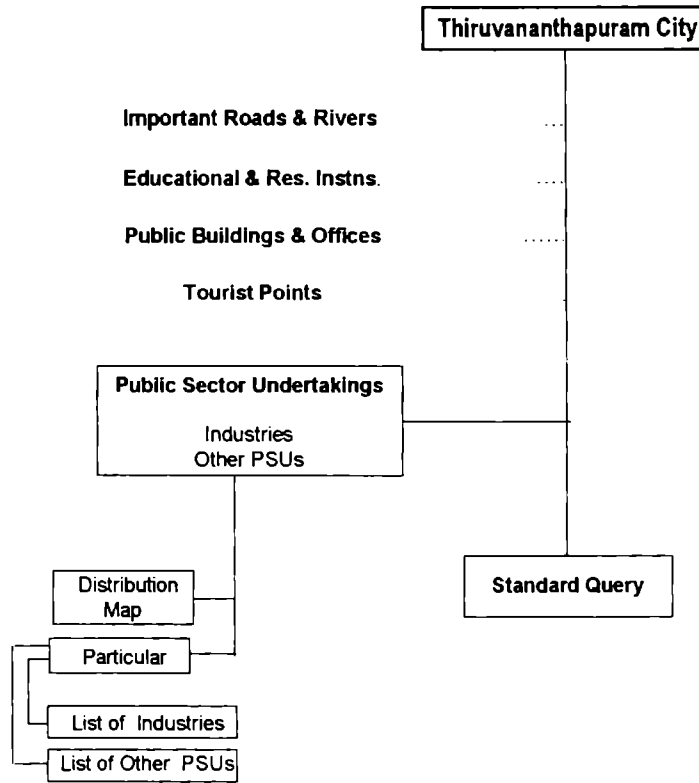 Thiruvananthapuram City
Important Roads & Rivers
Educational & Res. Instns.
Public Buildings & Offices
Tourist Points
Public Sector Undertakings
Industries
Other PSUs
Distribution
Map
Standard Query
Particular
List of Industries
List of Other PSUs